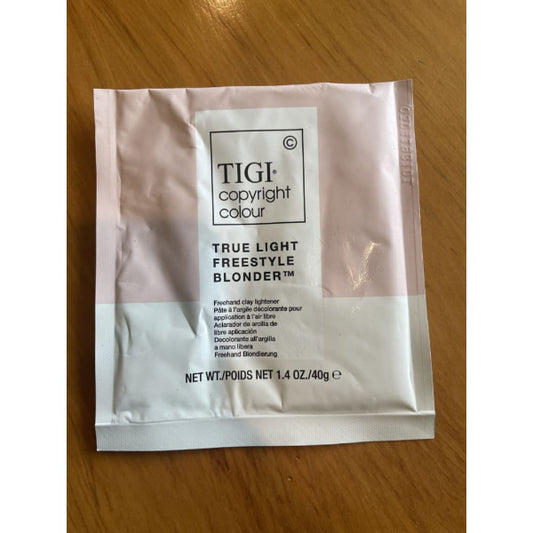 ©
TIGI®
copyright
colour
TRUE LIGHT
FREESTYLE
BLONDER™
Freehand clay lightener
Pâte à l'argile décolorante pour
application à l'air libre
Aclarador de arcilla de
libre aplicación
Decolorante all'argilla
a mano libera
Freehand Blondierung
NET WT./POIDS NET 1.4 OZ./40g ℮